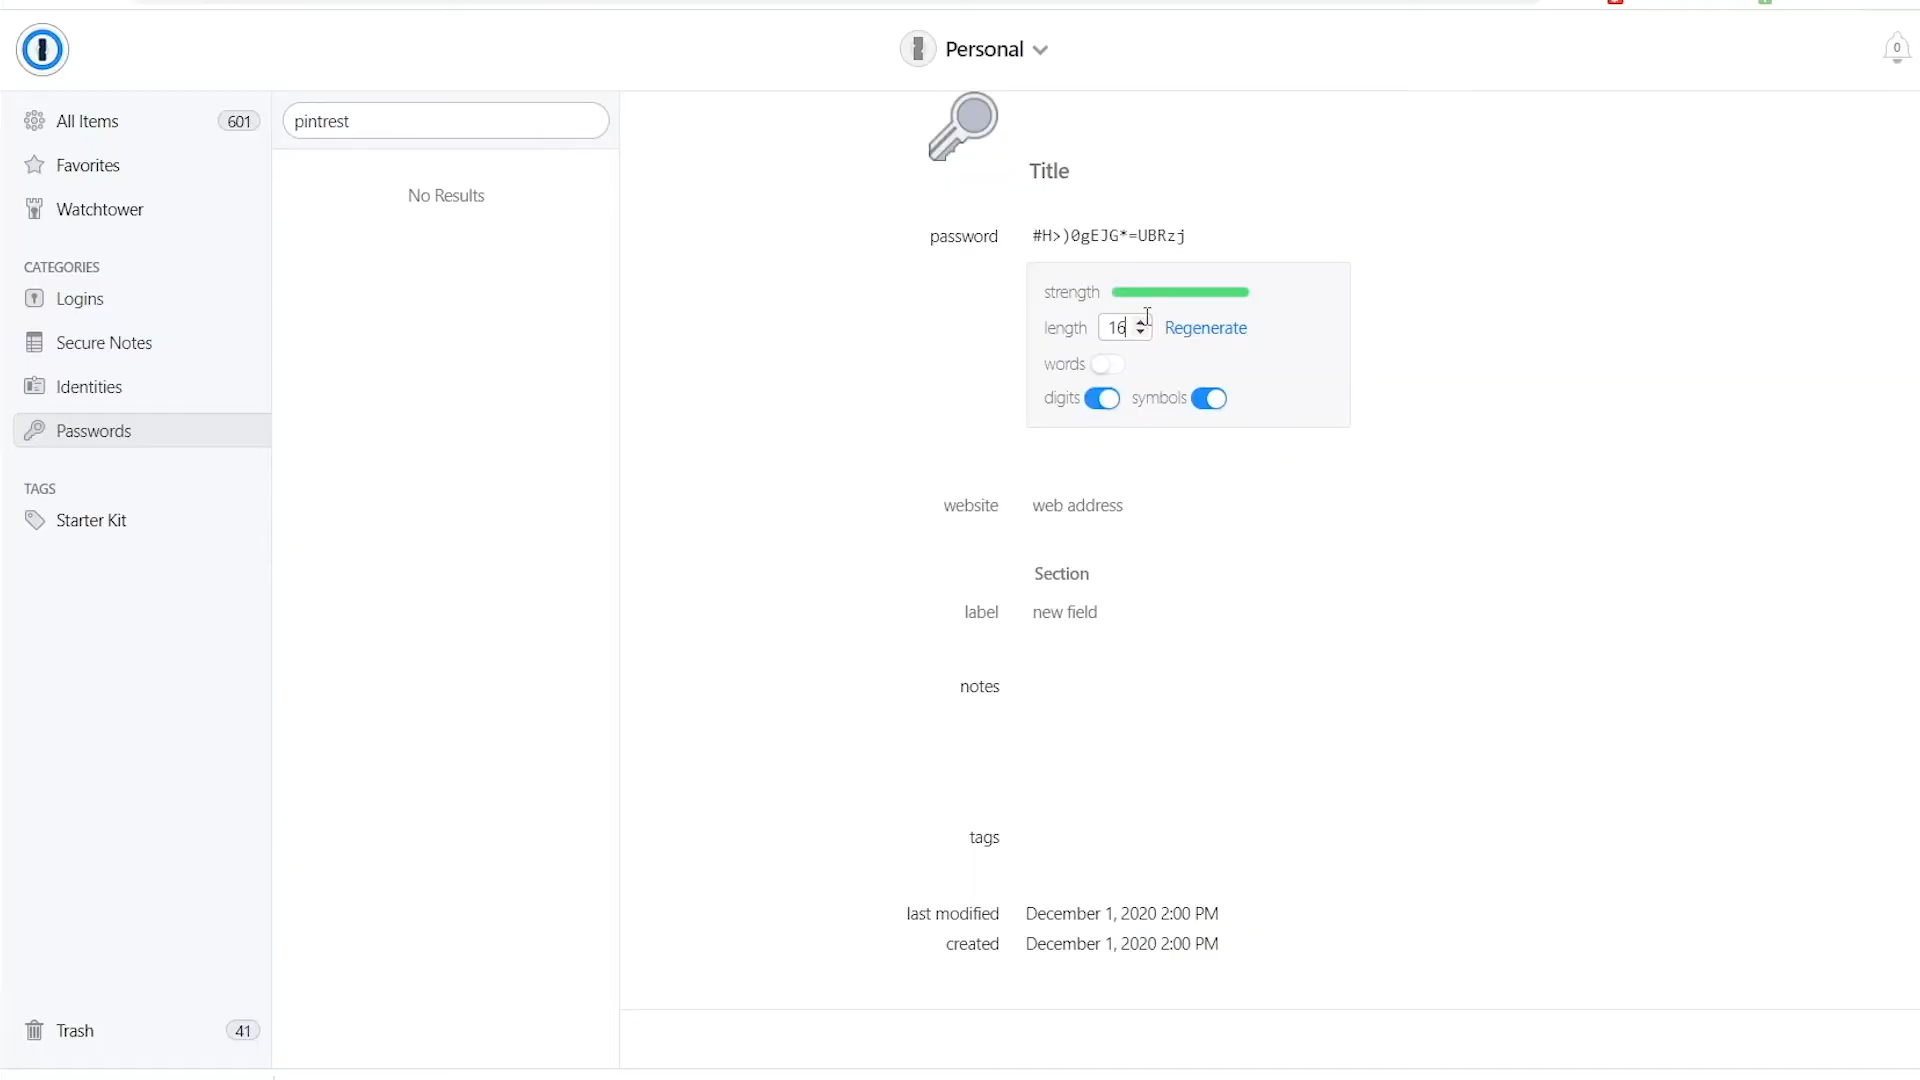 Personal
0
All Items 601
Favorites
Watchtower
CATEGORIES
Logins
Secure Notes
Identities
Passwords
TAGS
Starter Kit
Trash 41
pintrest
No Results
Title
password #H>)0gEJG*=UBRzj
strength
length 16 Regenerate
words
digits symbols
website web address
Section
label new field
notes
tags
last modified December 1, 2020 2:00 PM
created December 1, 2020 2:00 PM